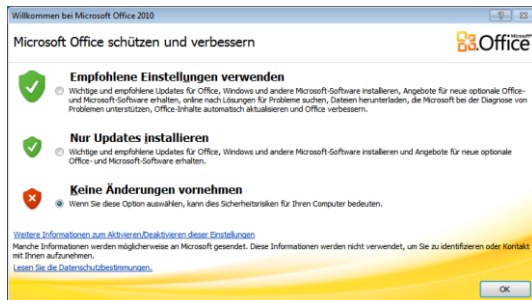 Willkommen bei Microsoft Office 2010
Microsoft Office schützen und verbessern
Microsoft
Office
Empfohlene Einstellungen verwenden
Wichtige und empfohlene Updates für Office, Windows und andere Microsoft-Software installieren, Angebote für neue optionale Office-
und Microsoft-Software erhalten, online nach Lösungen für Probleme suchen, Dateien herunterladen, die Microsoft bei der Diagnose von
Problemen unterstützen, Office-Inhalte automatisch aktualisieren und Office verbessern.
Nur Updates installieren
Wichtige und empfohlene Updates für Office, Windows und andere Microsoft-Software installieren und Angebote für neue optionale
Office- und Microsoft-Software erhalten.
Keine Änderungen vornehmen
Wenn Sie diese Option auswählen, kann dies Sicherheitsrisiken für Ihren Computer bedeuten.
Weitere Informationen zum Aktivieren/Deaktivieren dieser Einstellungen
Manche Informationen werden möglicherweise an Microsoft gesendet. Diese Informationen werden nicht verwendet, um Sie zu identifizieren oder Kontakt
mit Ihnen aufzunehmen.
Lesen Sie die Datenschutzbestimmungen.
OK